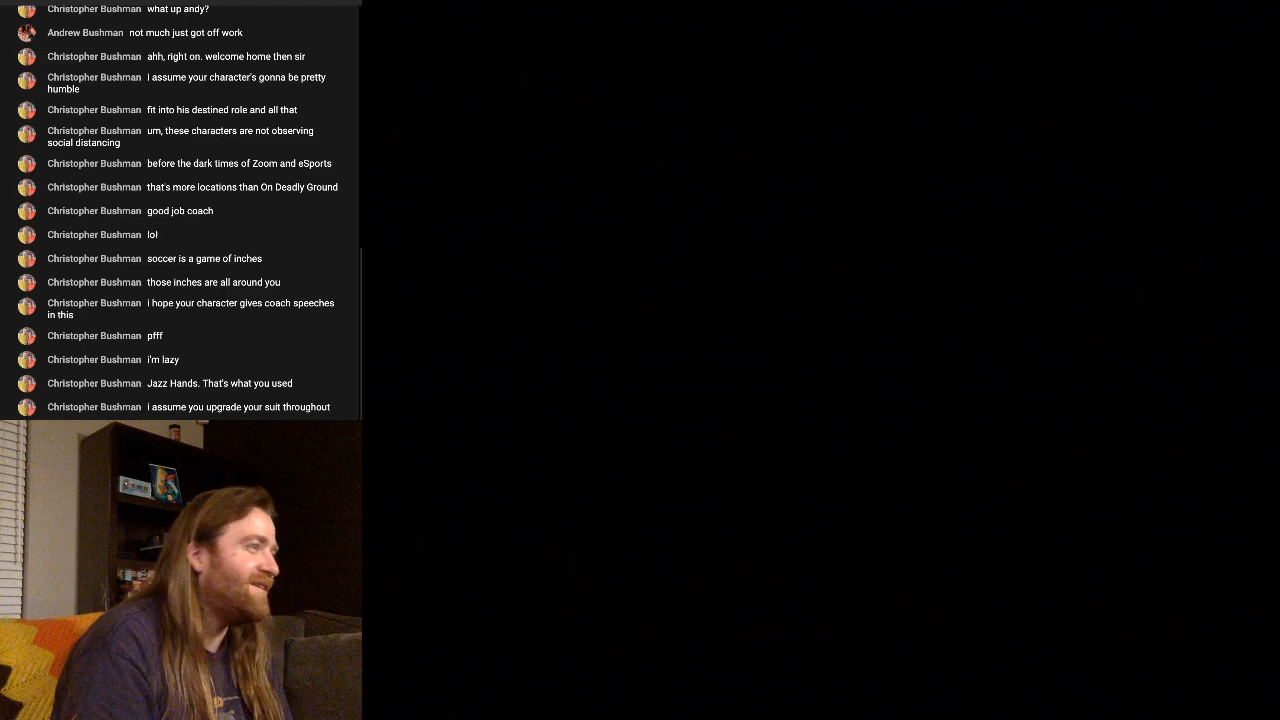 Christopher Bushman what up andy?
Andrew Bushman not much just got off work
Christopher Bushman ahh, right on. welcome home then sir
Christopher Bushman I assume your character's gonna be pretty
humble
Christopher Bushman fit into his destined role and all that
Christopher Bushman um, these characters are not observing
social distancing
Christopher Bushman before the dark times of Zoom and eSports
Christopher Bushman that's more locations than On Deadly Ground
Christopher Bushman good job coach
Christopher Bushman lol
Christopher Bushman soccer is a game of inches
Christopher Bushman those inches are all around you
Christopher Bushman i hope your character gives coach speeches
in this
Christopher Bushman pfff
Christopher Bushman i'm lazy
Christopher Bushman Jazz Hands. That's what you used
Christopher Bushman i assume you upgrade your suit throughout